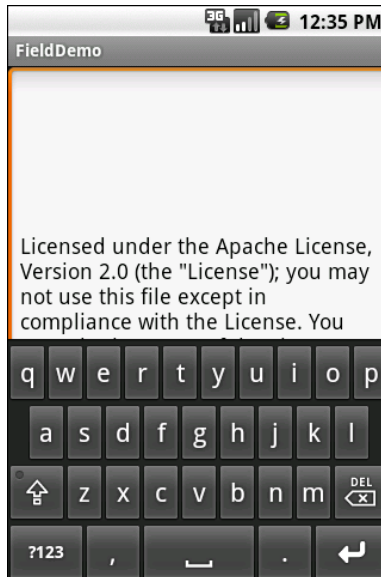 3G 12:35 PM
FieldDemo
Licensed under the Apache License,
Version 2.0 (the "License"); you may
not use this file except in
compliance with the License. You
q w e r t y u i o p
a s d f g h j k l
z x c v b n m DEL
?123 , .